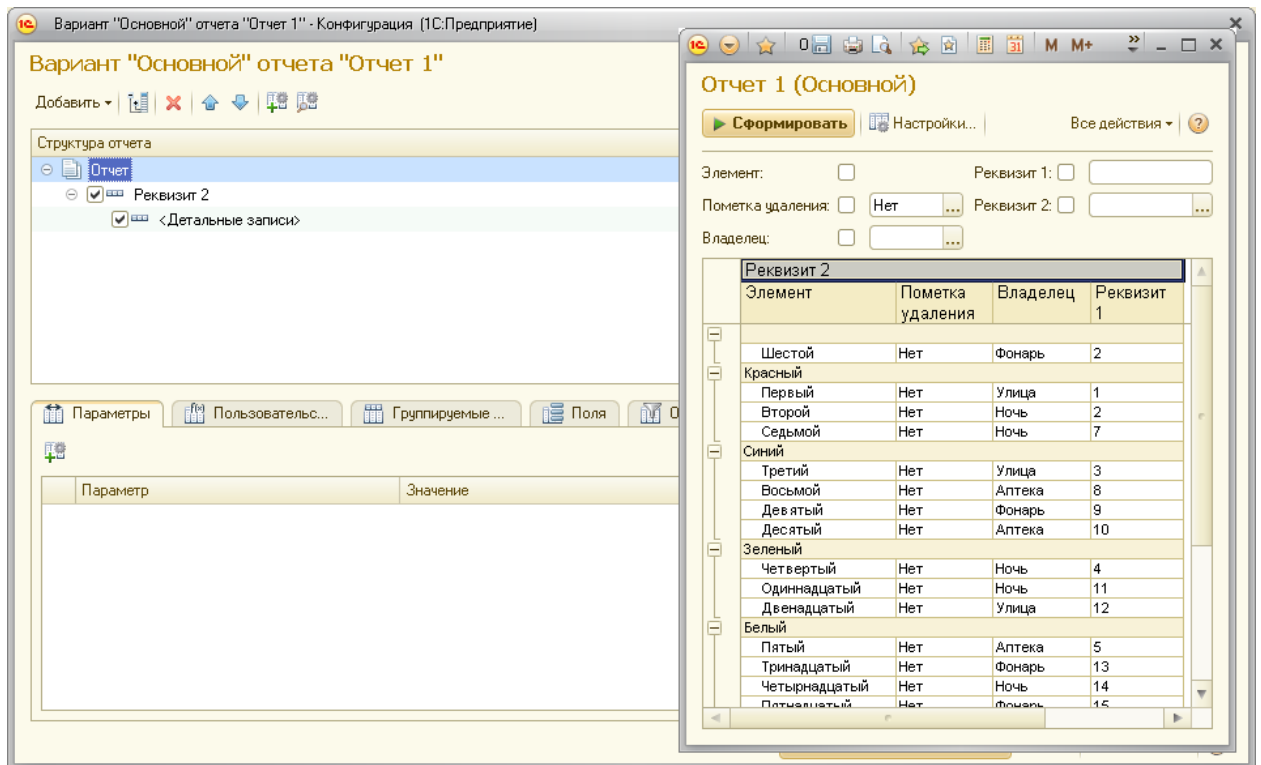 Вариант "Основной" отчета "Отчет 1" - Конфигурация (1С:Предприятие)
Вариант "Основной" отчета "Отчет 1"
Добавить
Структура отчета
Отчет
Реквизит 2
<Детальные записи>
Параметры
Пользовательс...
Группируемые ...
Поля
Параметр
Значение
M M+
Отчет 1 (Основной)
Сформировать Настройки... Все действия
Элемент: Реквизит 1:
Пометка удаления: Нет ... Реквизит 2: ...
Владелец: ...
Реквизит 2
Элемент Пометка удаления Владелец Реквизит 1
Шестой Нет Фонарь 2
Красный
Первый Нет Улица 1
Второй Нет Ночь 2
Седьмой Нет Ночь 7
Синий
Третий Нет Улица 3
Восьмой Нет Аптека 8
Девятый Нет Фонарь 9
Десятый Нет Аптека 10
Зеленый
Четвертый Нет Ночь 4
Одиннадцатый Нет Ночь 11
Двенадцатый Нет Улица 12
Белый
Пятый Нет Аптека 5
Тринадцатый Нет Фонарь 13
Четырнадцатый Нет Ночь 14
Пятнадцатый Нет Фонарь 15